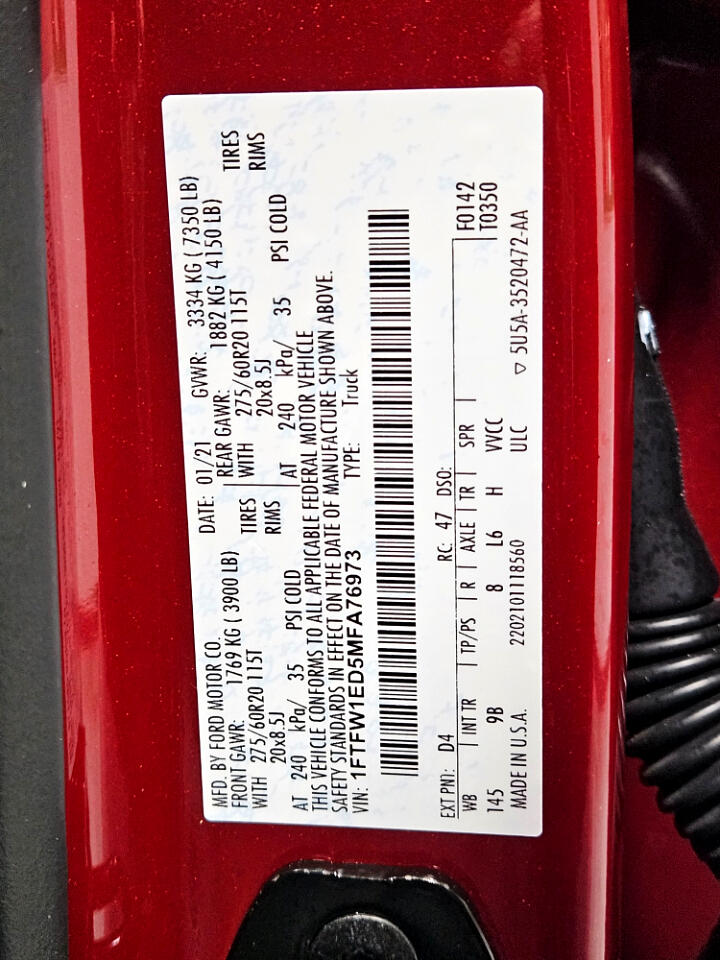 MFD. BY FORD MOTOR CO. DATE: 01/21 GVWR: 3334 KG ( 7350 LB)
FRONT GAWR: 1769 KG ( 3900 LB) REAR GAWR: 1882 KG ( 4150 LB)
WITH 275/60R20 115T TIRES WITH 275/60R20 115T TIRES
20x8.5J RIMS 20x8.5J RIMS
AT 240 kPa/ 35 PSI COLD AT 240 kPa/ 35 PSI COLD
THIS VEHICLE CONFORMS TO ALL APPLICABLE FEDERAL MOTOR VEHICLE
SAFETY STANDARDS IN EFFECT ON THE DATE OF MANUFACTURE SHOWN ABOVE.
VIN: 1FTFW1ED5MFA76973 TYPE: Truck
EXT PNT: D4 RC: 47 DSO: F0142
WB INT TR TP/PS R AXLE TR SPR T0350
145 9B 8 L6 H VVCC
MADE IN U.S.A. 2202101118560 ULC ▽ 5U5A-3520472-AA